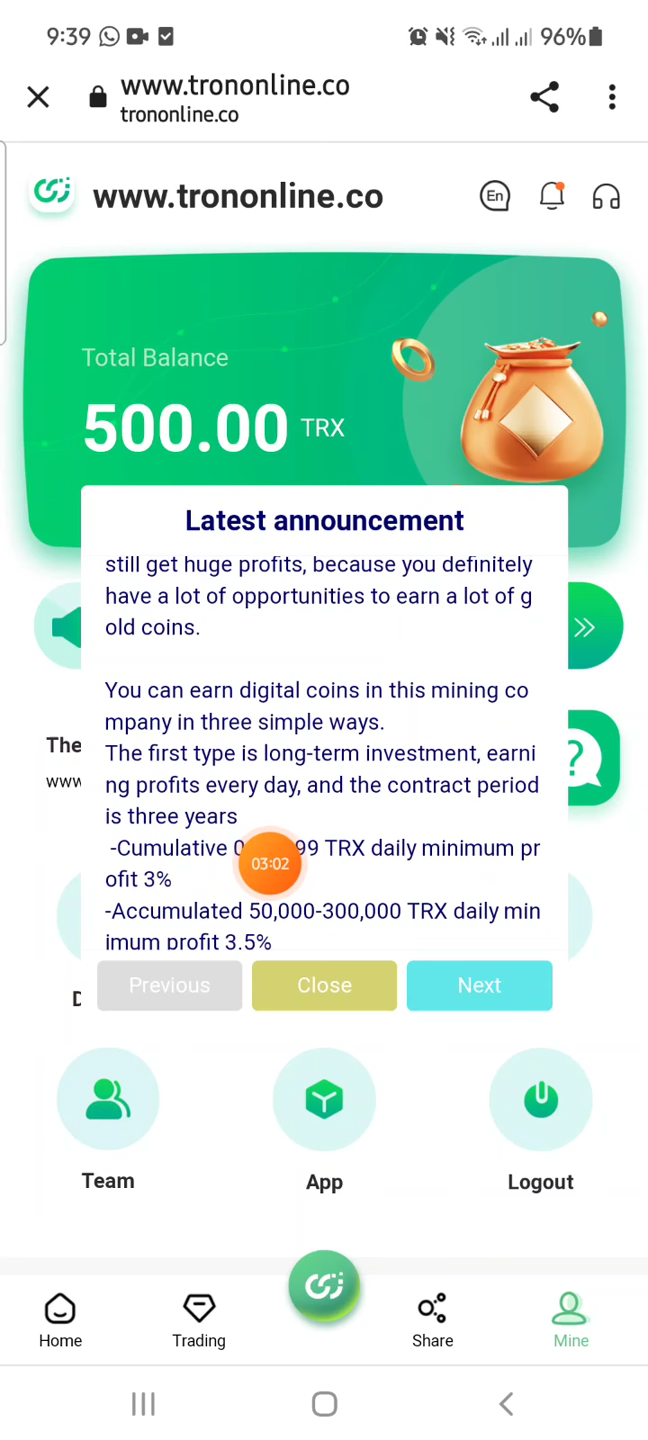 9:39 96%
www.trononline.co
trononline.co
www.trononline.co En
Total Balance
500.00 TRX
Latest announcement
still get huge profits, because you definitely
have a lot of opportunities to earn a lot of g
old coins.
You can earn digital coins in this mining co
mpany in three simple ways.
The first type is long-term investment, earni
ng profits every day, and the contract period
is three years
-Cumulative 99 TRX daily minimum pr
ofit 3%
-Accumulated 50,000-300,000 TRX daily min
imum profit 3.5%
The
www
?
03:02
Previous Close Next
Team App Logout
Home Trading Share Mine